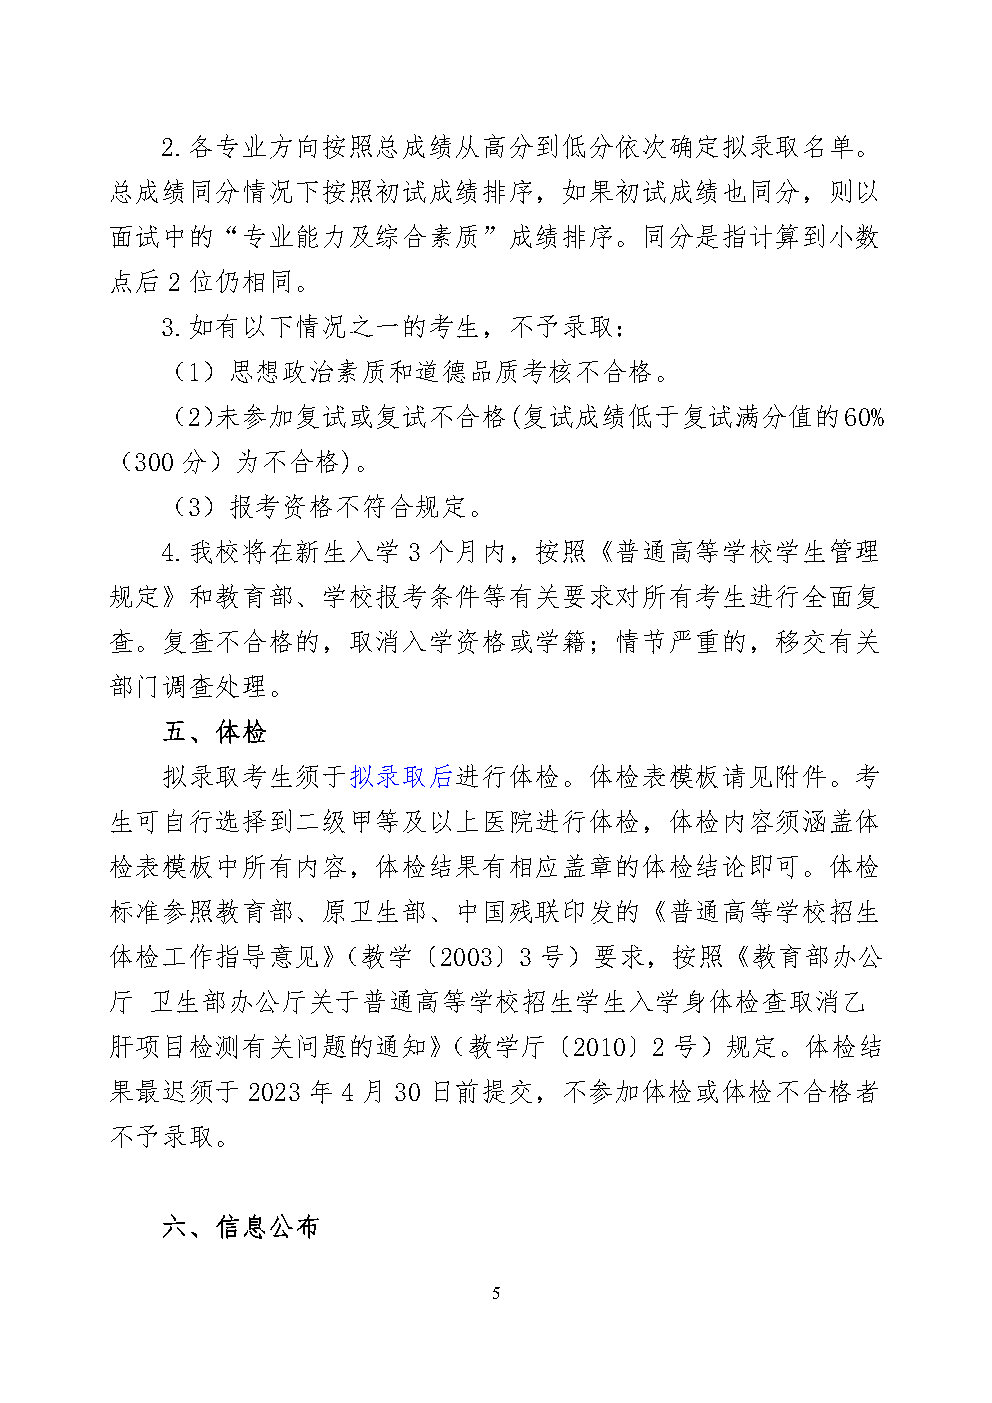 2.各专业方向按照总成绩从高分到低分依次确定拟录取名单。
总成绩同分情况下按照初试成绩排序，如果初试成绩也同分，则以
面试中的“专业能力及综合素质”成绩排序。同分是指计算到小数
点后 2 位仍相同。
3.如有以下情况之一的考生，不予录取；
（1）思想政治素质和道德品质考核不合格。
（2)未参加复试或复试不合格(复试成绩低于复试满分值的60%
（300 分）为不合格)。
（3）报考资格不符合规定。
4.我校将在新生入学 3 个月内，按照《普通高等学校学生管理
规定》和教育部、学校报考条件等有关要求对所有考生进行全面复
查。复查不合格的，取消入学资格或学籍；情节严重的，移交有关
部门调查处理。
五、体检
拟录取考生须于拟录取后进行体检。体检表模板请见附件。考
生可自行选择到二级甲等及以上医院进行体检，体检内容须涵盖体
检表模板中所有内容，体检结果有相应盖章的体检结论即可。体检
标准参照教育部、原卫生部、中国残联印发的《普通高等学校招生
体检工作指导意见》（教学〔2003〕3 号）要求，按照《教育部办公
厅 卫生部办公厅关于普通高等学校招生学生入学身体检查取消乙
肝项目检测有关问题的通知》（教学厅〔2010〕2 号）规定。体检结
果最迟须于 2023 年 4 月 30 日前提交，不参加体检或体检不合格者
不予录取。
六、信息公布
5